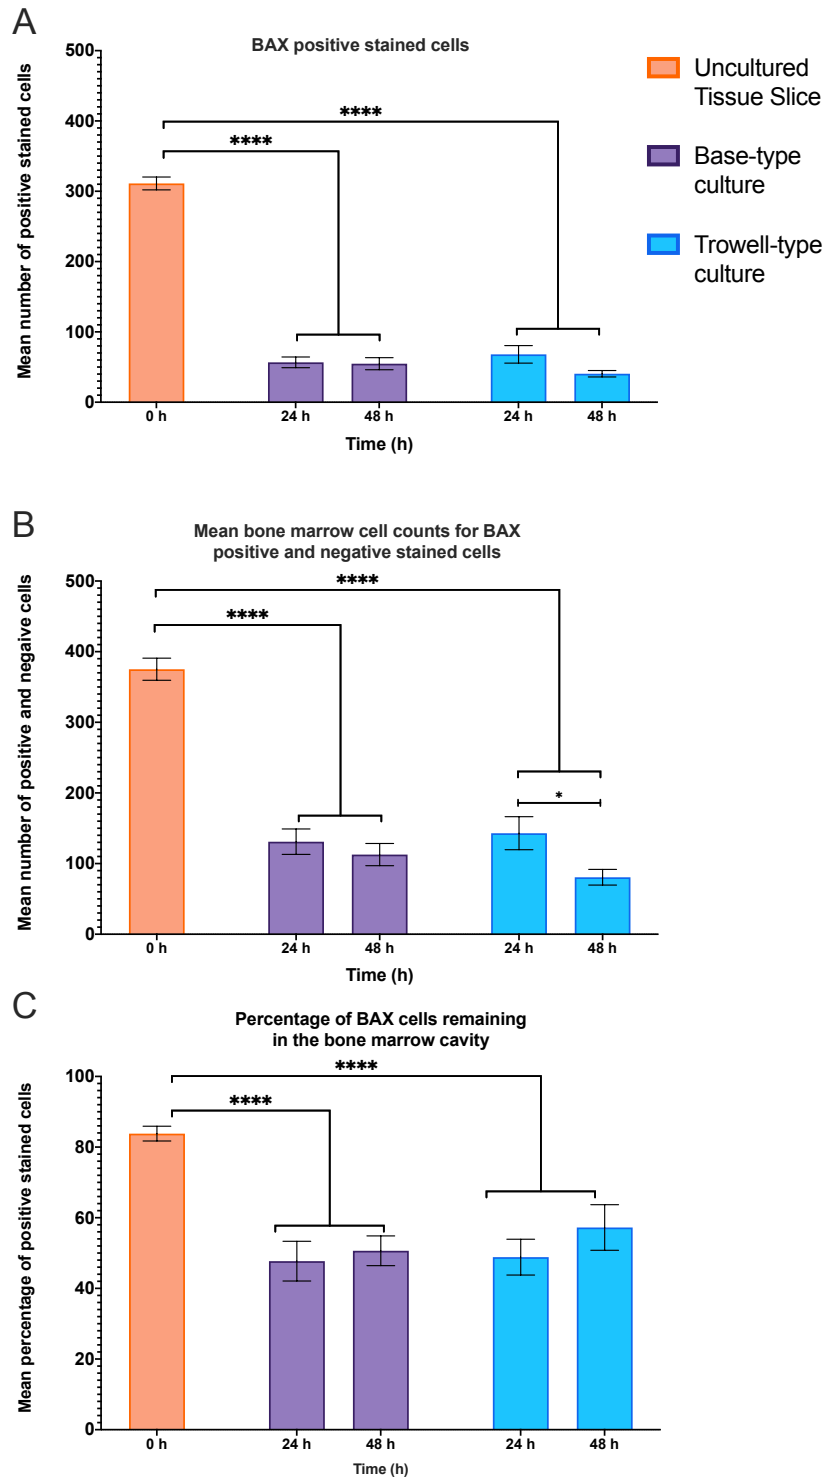 A
BAX positive stained cells
Mean number of positive stained cells
500
400
300
200
100
0
****
****
0 h
24 h
48 h
24 h
48 h
Time (h)
Uncultured
Tissue Slice
Base-type
culture
Trowell-type
culture
B
Mean bone marrow cell counts for BAX
positive and negative stained cells
Mean number of positive and negaive cells
500
400
300
200
100
0
****
****
*
0 h
24 h
48 h
24 h
48 h
Time (h)
C
Percentage of BAX cells remaining
in the bone marrow cavity
Mean percentage of positive stained cells
100
80
60
40
20
0
****
****
0 h
24 h
48 h
24 h
48 h
Time (h)